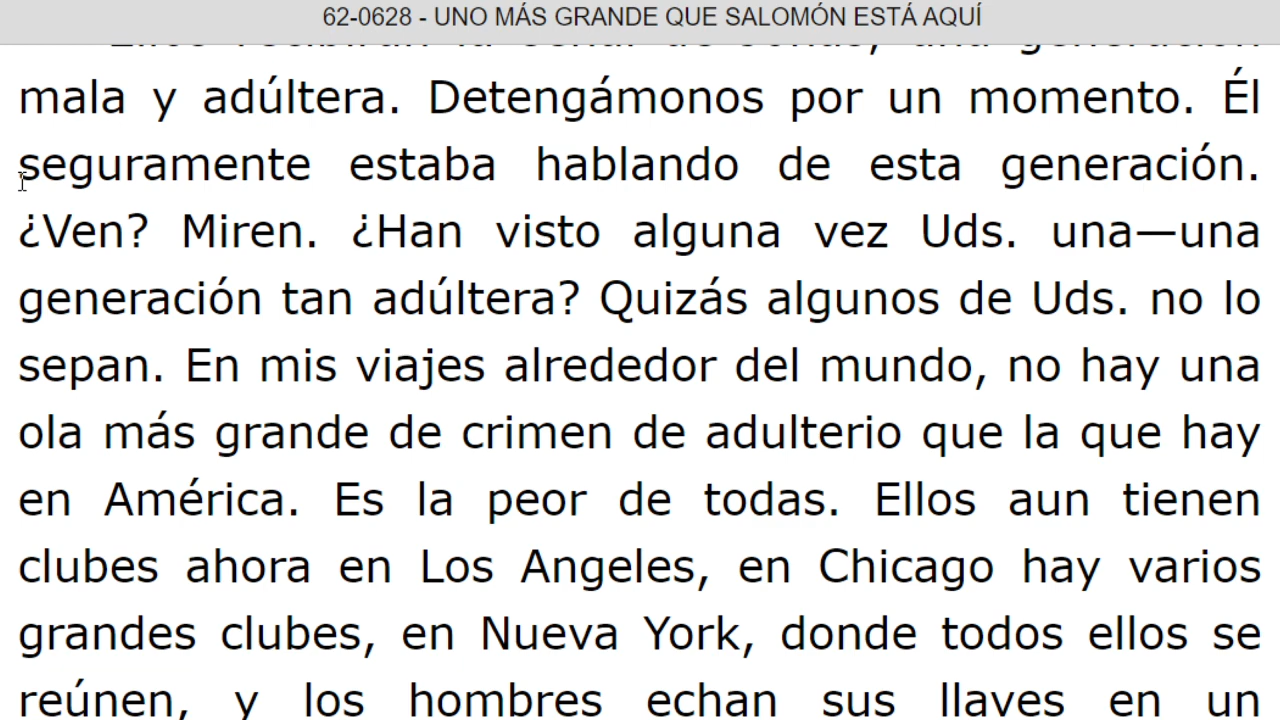 62-0628 - UNO MÁS GRANDE QUE SALOMÓN ESTÁ AQUÍ
mala y adúltera. Detengámonos por un momento. Él
seguramente estaba hablando de esta generación.
¿Ven? Miren. ¿Han visto alguna vez Uds. una—una
generación tan adúltera? Quizás algunos de Uds. no lo
sepan. En mis viajes alrededor del mundo, no hay una
ola más grande de crimen de adulterio que la que hay
en América. Es la peor de todas. Ellos aun tienen
clubes ahora en Los Angeles, en Chicago hay varios
grandes clubes, en Nueva York, donde todos ellos se
reúnen, y los hombres echan sus llaves en un